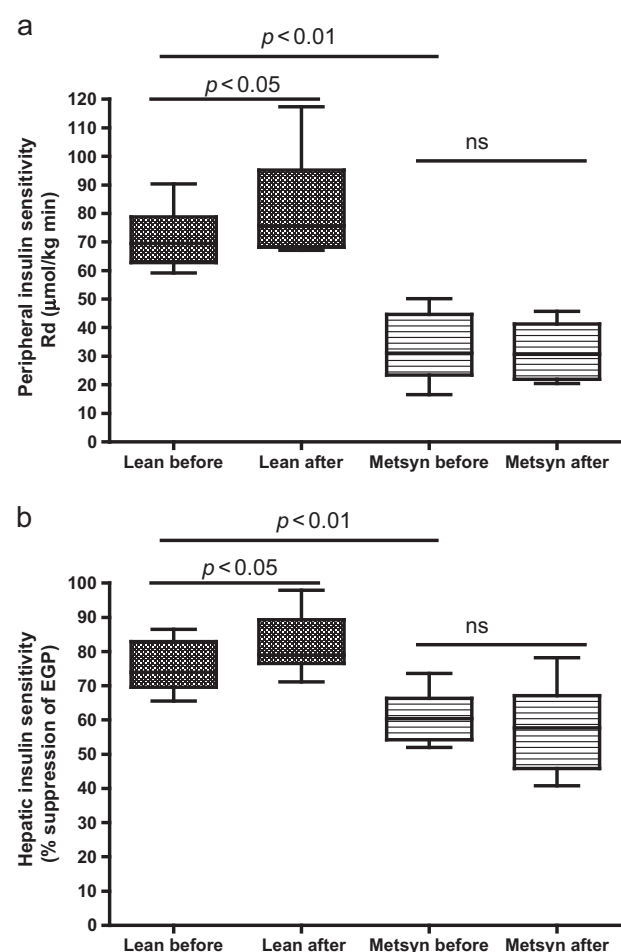 a
p<0.01
p<0.05
ns
Peripheral insulin sensitivity
Rd (μmol/kg min)
120
110
100
90
80
70
60
50
40
30
20
10
0
Lean before Lean after Metsyn before Metsyn after
b
p<0.01
p<0.05
ns
Hepatic insulin sensitivity
(% suppression of EGP)
100
90
80
70
60
50
40
30
20
10
0
Lean before Lean after Metsyn before Metsyn after